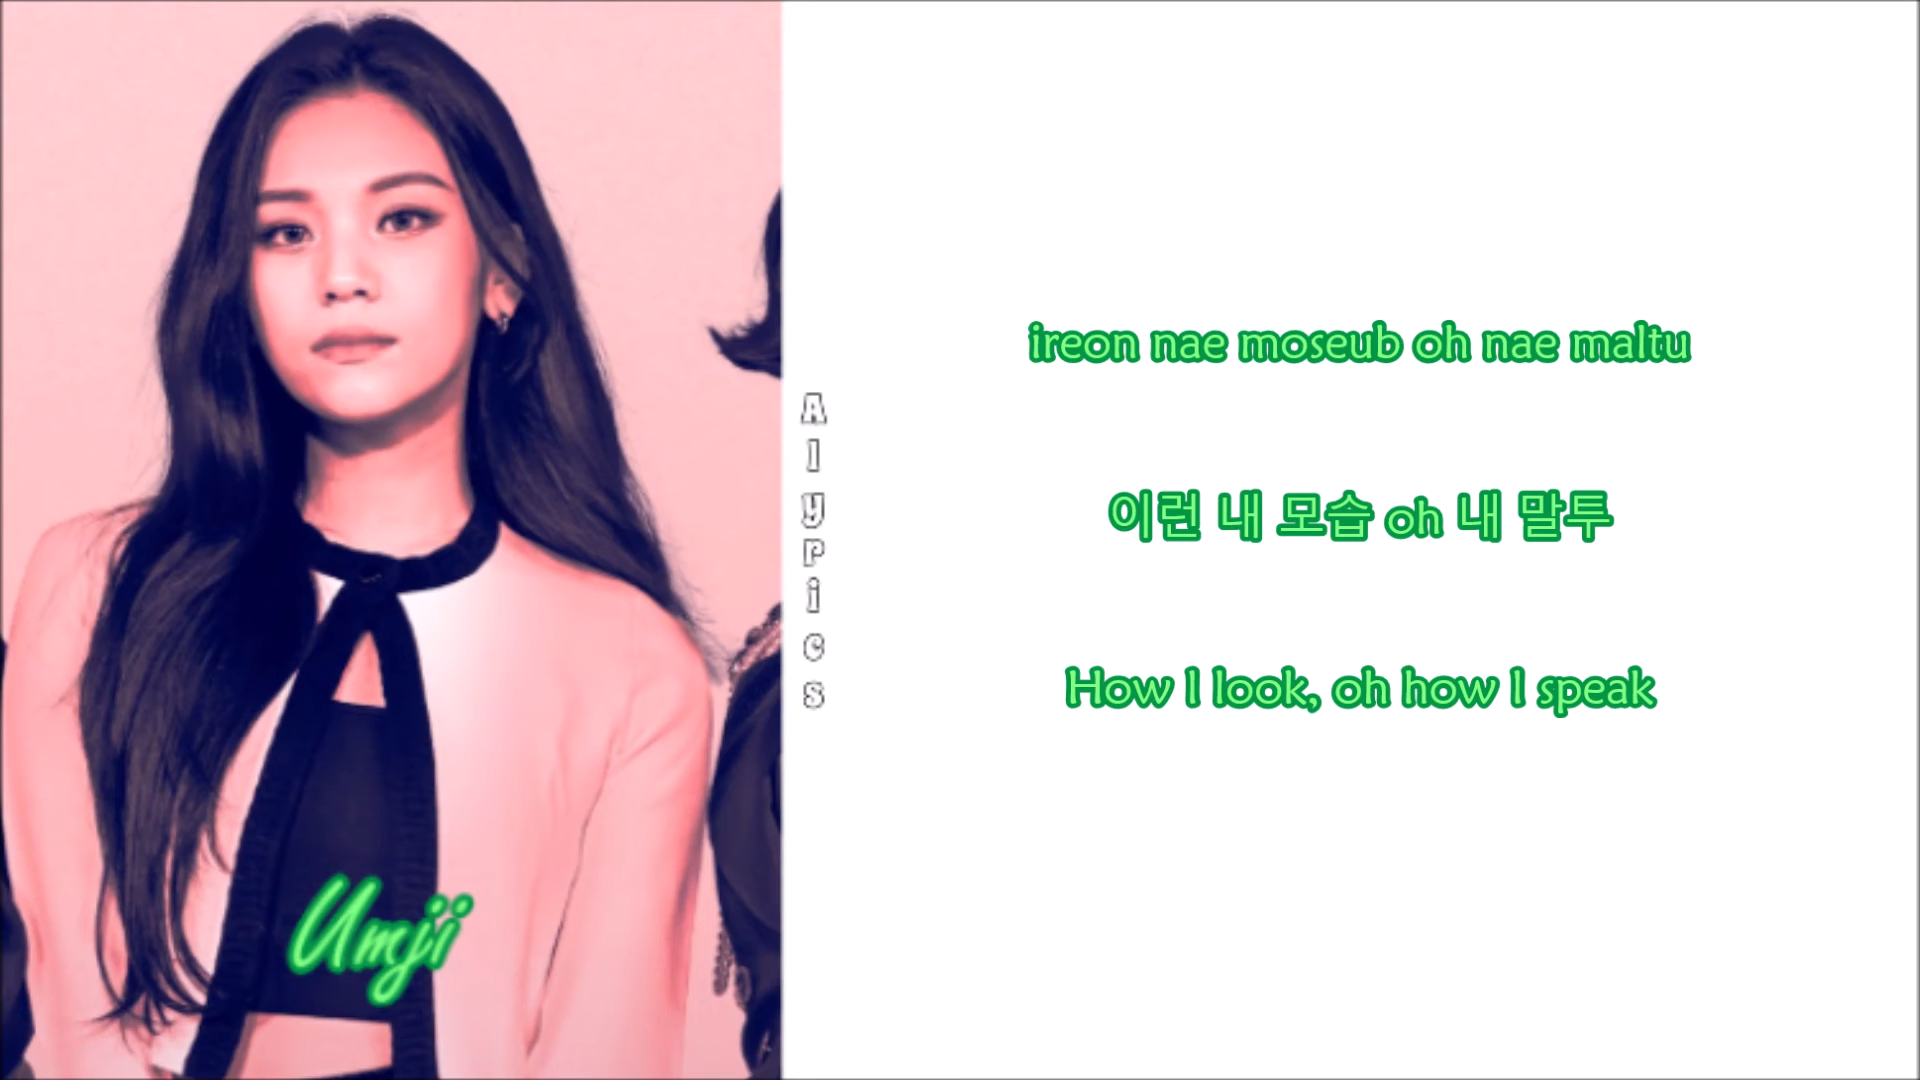 ireon nae moseub oh nae maltu
이런 내 모습 oh 내 말투
How I look, oh how I speak
Alypics
Umji